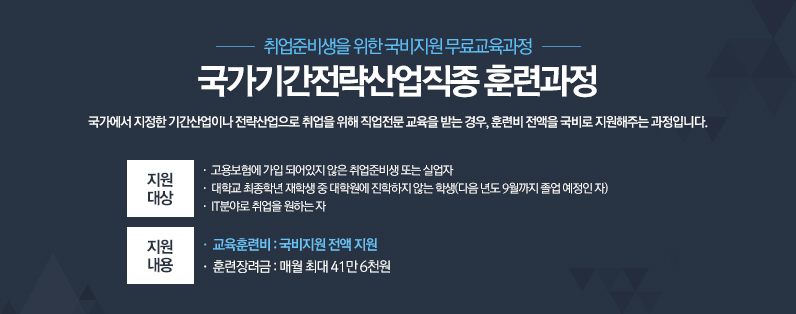 취업준비생을 위한 국비지원 무료교육과정
국가기간전략산업직종 훈련과정
국가에서 지정한 기간산업이나 전략산업으로 취업을 위해 직업전문 교육을 받는 경우, 훈련비 전액을 국비로 지원해주는 과정입니다.
지원
대상
· 고용보험에 가입 되어있지 않은 취업준비생 또는 실업자
· 대학교 최종학년 재학생 중 대학원에 진학하지 않는 학생(다음 년도 9월까지 졸업 예정인 자)
· IT분야로 취업을 원하는 자
지원
내용
· 교육훈련비 : 국비지원 전액 지원
· 훈련장려금 : 매월 최대 41만 6천원